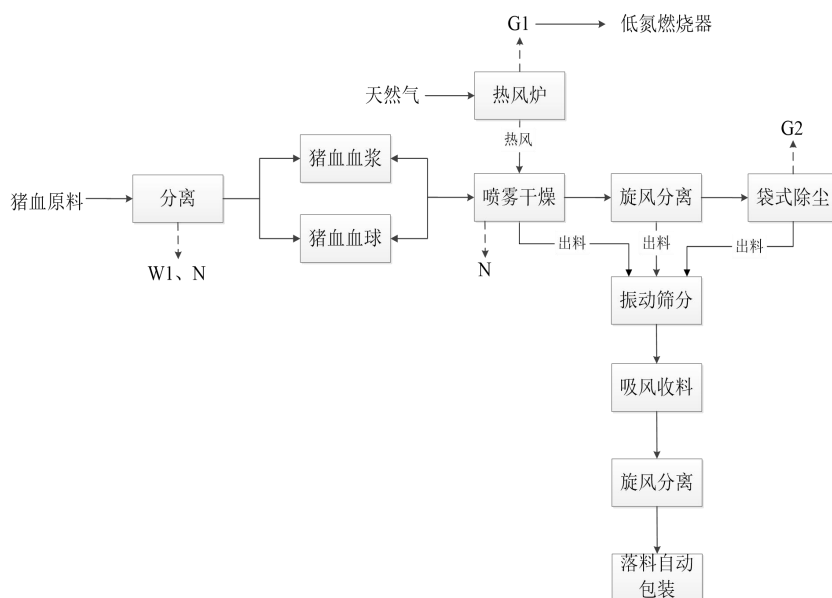 G1
低氮燃烧器
天然气
热风炉
热风
G2
猪血血浆
猪血原料
分离
喷雾干燥
旋风分离
袋式除尘
猪血血球
出料
出料
出料
W1、N
N
振动筛分
吸风收料
旋风分离
落料自动
包装